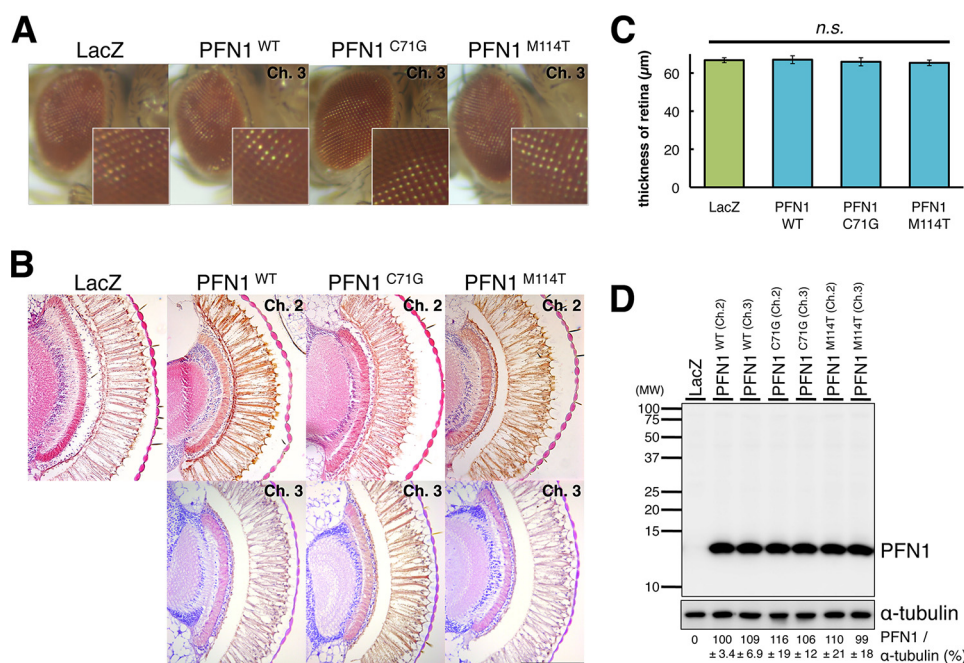 A
LacZ
PFN1 WT
PFN1 C71G
PFN1 M114T
Ch. 3
Ch. 3
Ch. 3
B
LacZ
PFN1 WT
PFN1 C71G
PFN1 M114T
Ch. 2
Ch. 2
Ch. 2
Ch. 3
Ch. 3
Ch. 3
C
n.s.
thickness of retina (µm)
60
40
20
0
LacZ
PFN1 WT
PFN1 C71G
PFN1 M114T
D
LacZ
PFN1 WT (Ch.2)
PFN1 WT (Ch.3)
PFN1 C71G (Ch.2)
PFN1 C71G (Ch.3)
PFN1 M114T (Ch.2)
PFN1 M114T (Ch.3)
(MW)
100
75
50
37
25
20
15
10
PFN1
α-tubulin
0 100 109 116 106 110 99 PFN1 /
± 3.4 ± 6.9 ± 19 ± 12 ± 21 ± 18 α-tubulin (%)